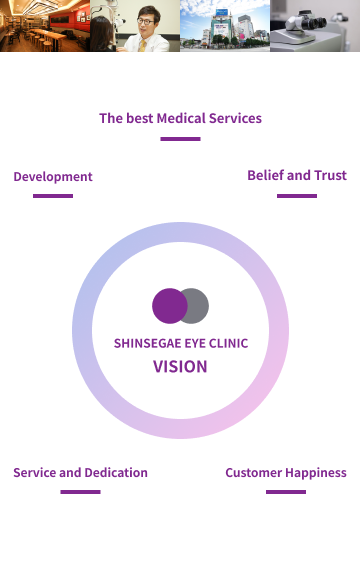 The best Medical Services
Development
Belief and Trust
SHINSEGAE EYE CLINIC
VISION
Service and Dedication
Customer Happiness